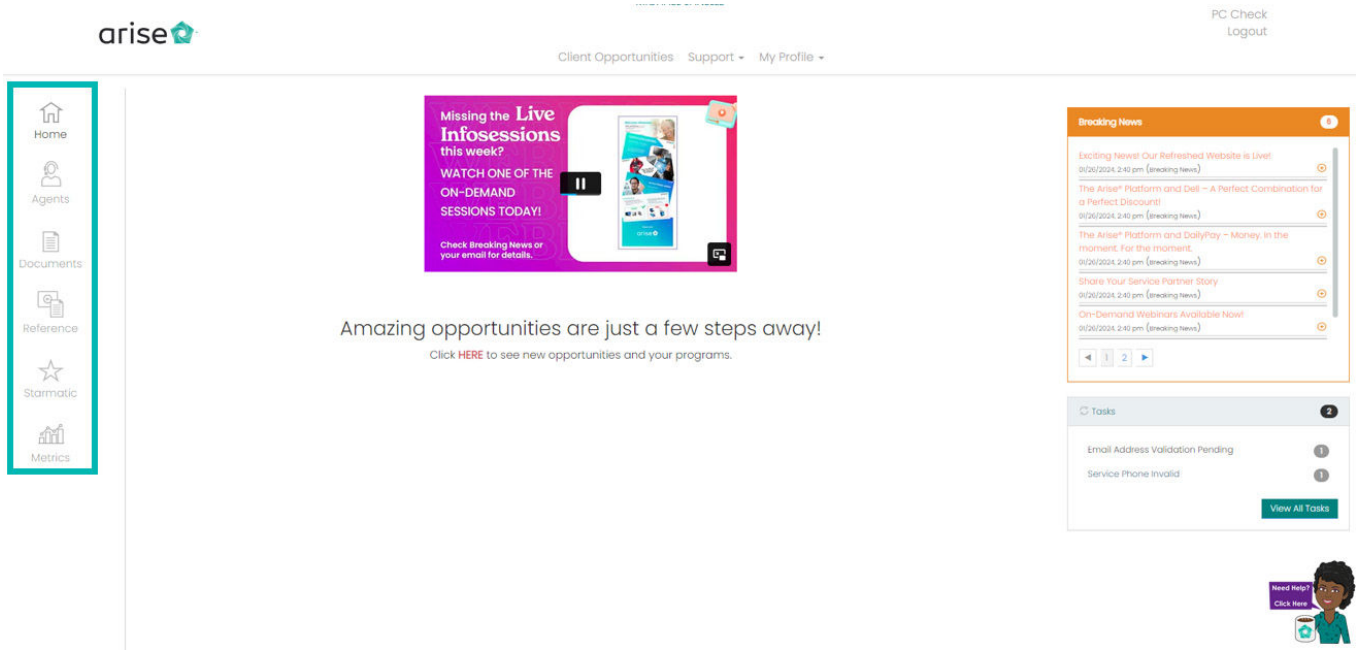 PC Check
Logout
arise
Client Opportunities Support My Profile
Home
Agents
Documents
Reference
Starmatic
Metrics
Missing the Live
Infosessions
this week?
WATCH ONE OF THE
ON-DEMAND
SESSIONS TODAY!
Check Breaking News or
your email for details.
arise
Amazing opportunities are just a few steps away!
Click HERE to see new opportunities and your programs.
Breaking News
Exciting News! Our Refreshed Website is Live!
01/26/2024, 2:40 pm (Breaking News)
The Arise® Platform and Dell – A Perfect Combination for
a Perfect Discount!
01/26/2024, 2:40 pm (Breaking News)
The Arise® Platform and DailyPay – Money. In the
moment. For the moment.
01/26/2024, 2:40 pm (Breaking News)
Share Your Service Partner Story
01/26/2024, 2:40 pm (Breaking News)
On-Demand Webinars Available Now!
01/26/2024, 2:40 pm (Breaking News)
1 2
Tasks 2
Email Address Validation Pending 1
Service Phone Invalid 1
View All Tasks
Need Help?
Click Here